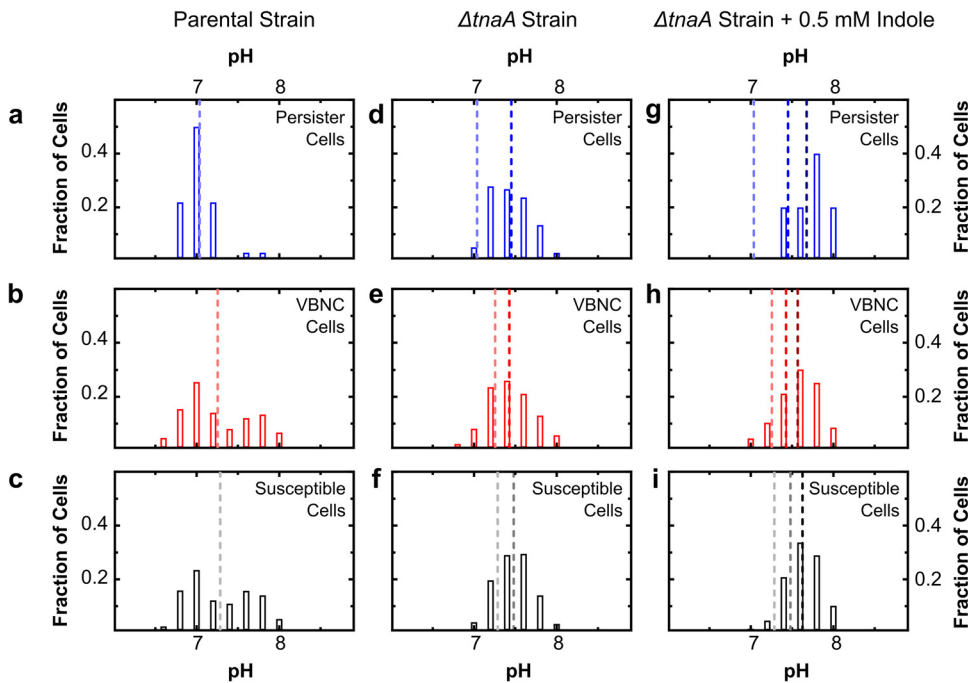 Parental Strain
ΔtnaA Strain
ΔtnaA Strain + 0.5 mM Indole
pH
pH
pH
7 8
7 8
7 8
a
Fraction of Cells
0.4
0.2
Persister
Cells
d
Persister
Cells
g
Persister
Cells
0.4
0.2
Fraction of Cells
b
Fraction of Cells
0.4
0.2
VBNC
Cells
e
VBNC
Cells
h
VBNC
Cells
0.4
0.2
Fraction of Cells
c
Fraction of Cells
0.4
0.2
Susceptible
Cells
f
Susceptible
Cells
i
Susceptible
Cells
0.4
0.2
Fraction of Cells
7 8
7 8
7 8
pH
pH
pH